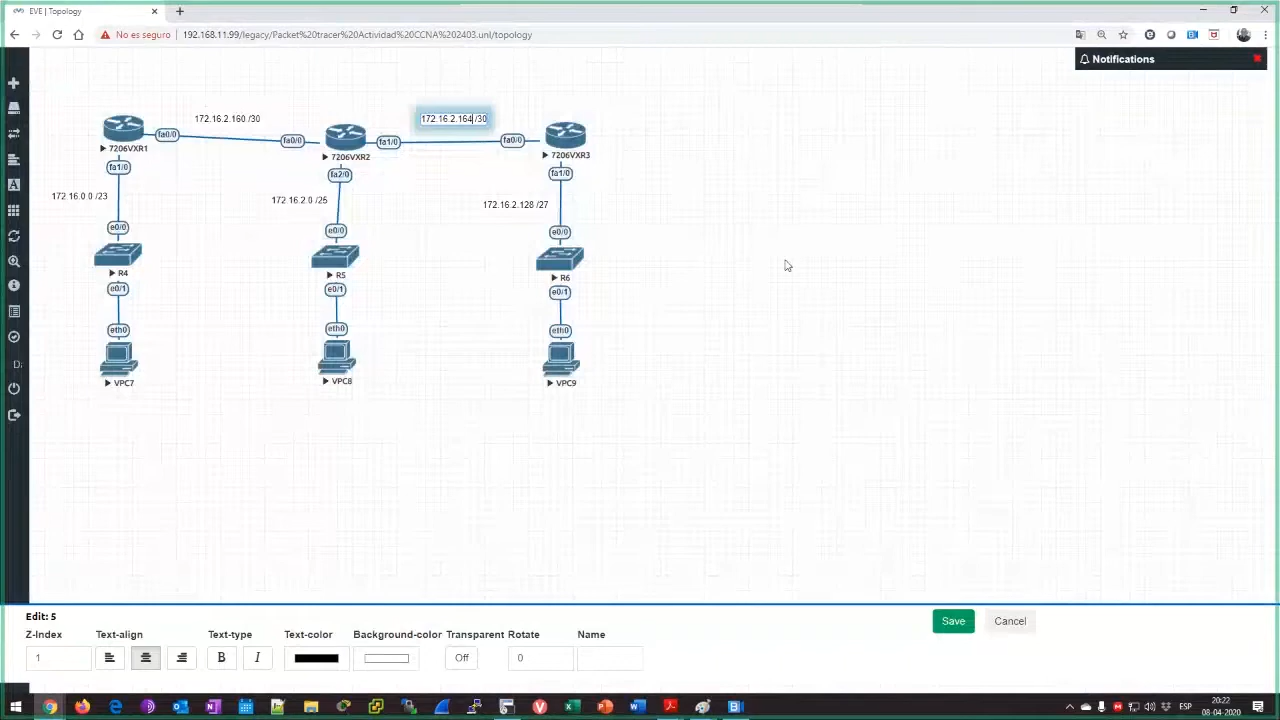 EVE | Topology
No es seguro
192.168.11.99/legacy/Packet%20tracer%20Actividad%20CCNA%202403.unl/topology
Notifications
172.16.2.160 /30
172.16.2.164 /30
fa0/0
fa0/0
fa1/0
fa0/0
7206VXR1
7206VXR2
7206VXR3
fa1/0
fa2/0
fa1/0
172.16.0.0 /23
172.16.2.0 /25
172.16.2.128 /27
e0/0
e0/0
e0/0
R4
R5
R6
e0/1
e0/1
e0/1
eth0
eth0
eth0
VPC7
VPC8
VPC9
Edit: 5
Save
Cancel
Z-Index
Text-align
Text-type
Text-color
Background-color
Transparent
Rotate
Name
1
B
I
Off
0
ESP
20:22
08-04-2020